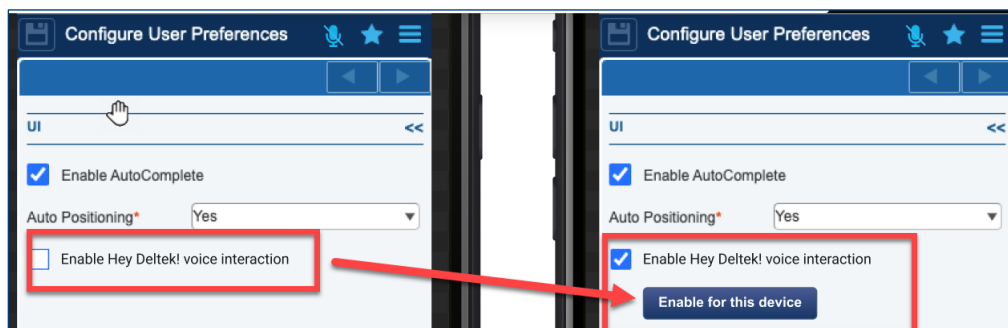 Configure User Preferences
UI
<<
Enable AutoComplete
Auto Positioning* Yes
Enable Hey Deltek! voice interaction
Configure User Preferences
UI
<<
Enable AutoComplete
Auto Positioning* Yes
Enable Hey Deltek! voice interaction
Enable for this device